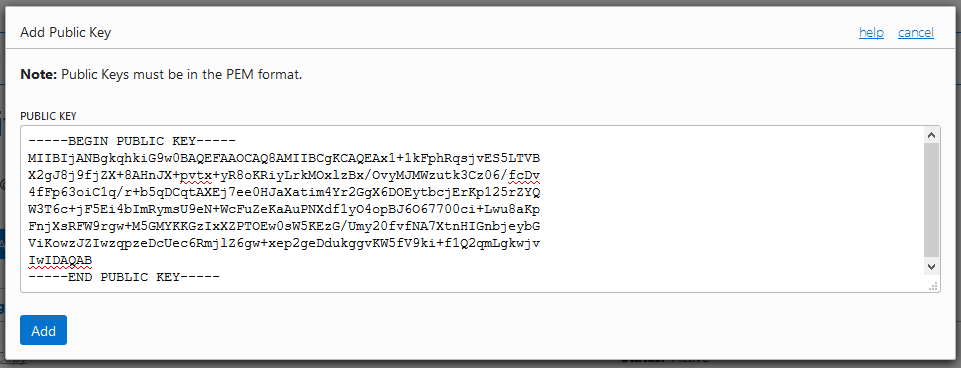 Add Public Key
help cancel
Note: Public Keys must be in the PEM format.
PUBLIC KEY
-----BEGIN PUBLIC KEY-----
MIIBIjANBgkqhkiG9w0BAQEFAAOCAQ8AMIIBCgKCAQEAx1+1kFphRqsjvES5LTVB
X2gJ8j9fjZX+8AHnJX+pvtx+yR8oKRiyLrkMOxlzBx/OvyMJMWzutk3Cz06/fcDv
4fFp63oiC1q/r+b5qDCqtAXEj7ee0HJaXatim4Yr2GgX6DOEytbcjErKp125rZYQ
W3T6c+jF5Ei4bImRymsU9eN+WcFuZeKaAuPNXdf1yO4opBJ6O67700ci+Lwu8aKp
FnjXsRFW9rgw+M5GMYKKGzIxXZPTOEw0sW5KEzG/Umy20fvfNA7XtnHIGnbjeybG
ViKowzJZIwzqpzeDcUec6RmjlZ6gw+xep2geDdukggvKW5fV9ki+f1Q2qmLgkwjv
IwIDAQAB
-----END PUBLIC KEY-----
Add